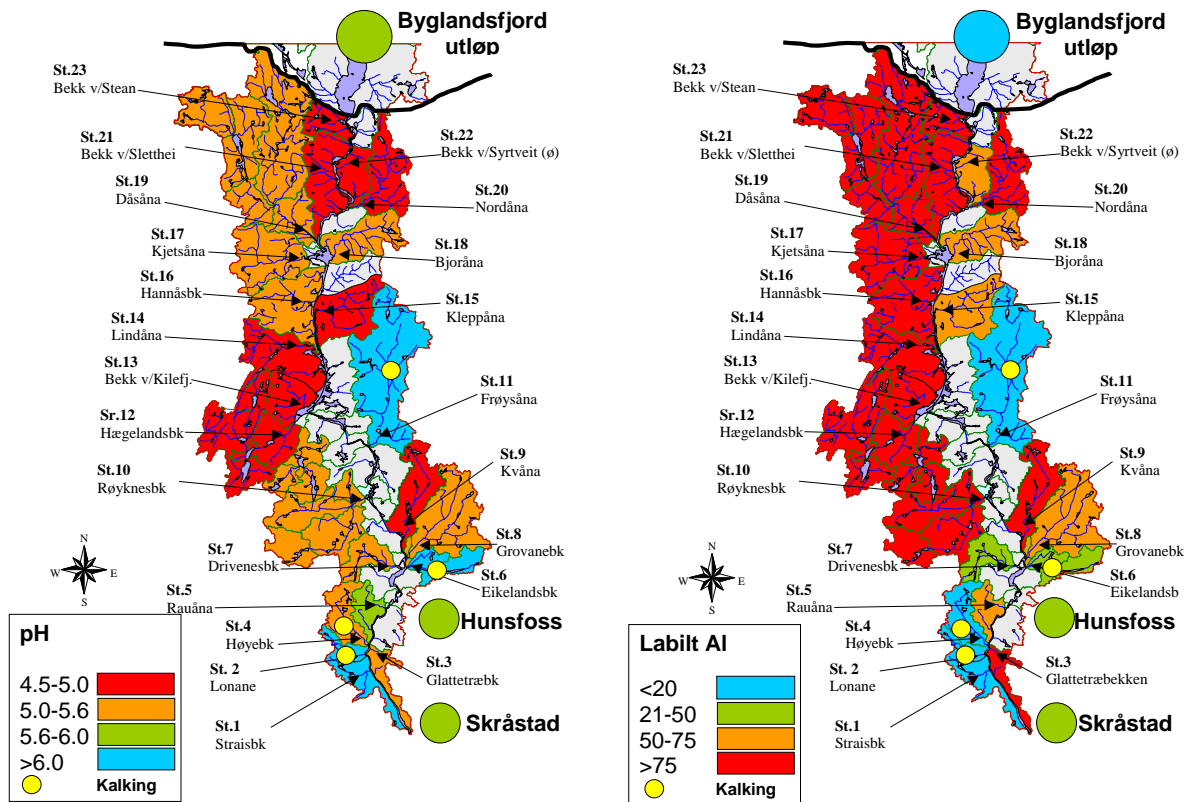 Byglandsfjord
utløp
St.23
Bekk v/Stean
St.21
Bekk v/Sletthei
St.22
Bekk v/Syrtveit (ø)
St.19
Dåsåna
St.20
Nordåna
St.17
Kjetsåna
St.18
Bjoråna
St.16
Hannåsbk
St.15
Kleppåna
St.14
Lindåna
St.13
Bekk v/Kilefj.
St.11
Frøysåna
Sr.12
Hægelandsbk
St.9
Kvåna
St.10
Røyknesbk
St.8
Grovanebk
St.7
Drivenesbk
St.6
Eikelandsbk
St.5
Rauåna
Hunsfoss
St.4
Høyebk
St.3
Glattetræbk
St. 2
Lonane
St.1
Straisbk
Skråstad
N
W E
S
pH
4.5-5.0
5.0-5.6
5.6-6.0
>6.0
Kalking
Byglandsfjord
utløp
St.23
Bekk v/Stean
St.21
Bekk v/Sletthei
St.22
Bekk v/Syrtveit (ø)
St.19
Dåsåna
St.20
Nordåna
St.17
Kjetsåna
St.18
Bjoråna
St.16
Hannåsbk
St.15
Kleppåna
St.14
Lindåna
St.13
Bekk v/Kilefj.
St.11
Frøysåna
Sr.12
Hægelandsbk
St.9
Kvåna
St.10
Røyknesbk
St.8
Grovanebk
St.7
Drivenesbk
St.6
Eikelandsb
St.5
Rauåna
Hunsfoss
St.4
Høyebk
St.3
Glattetræbekken
St. 2
Lonane
St.1
Straisbk
Skråstad
N
W E
S
Labilt Al
<20
21-50
50-75
>75
Kalking